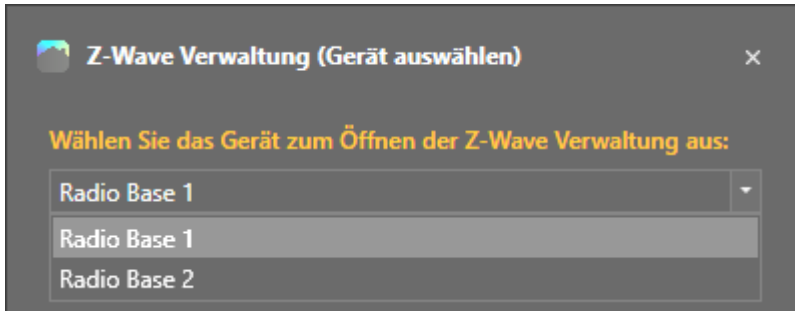 Z-Wave Verwaltung (Gerät auswählen)
Wählen Sie das Gerät zum Öffnen der Z-Wave Verwaltung aus:
Radio Base 1
Radio Base 1
Radio Base 2